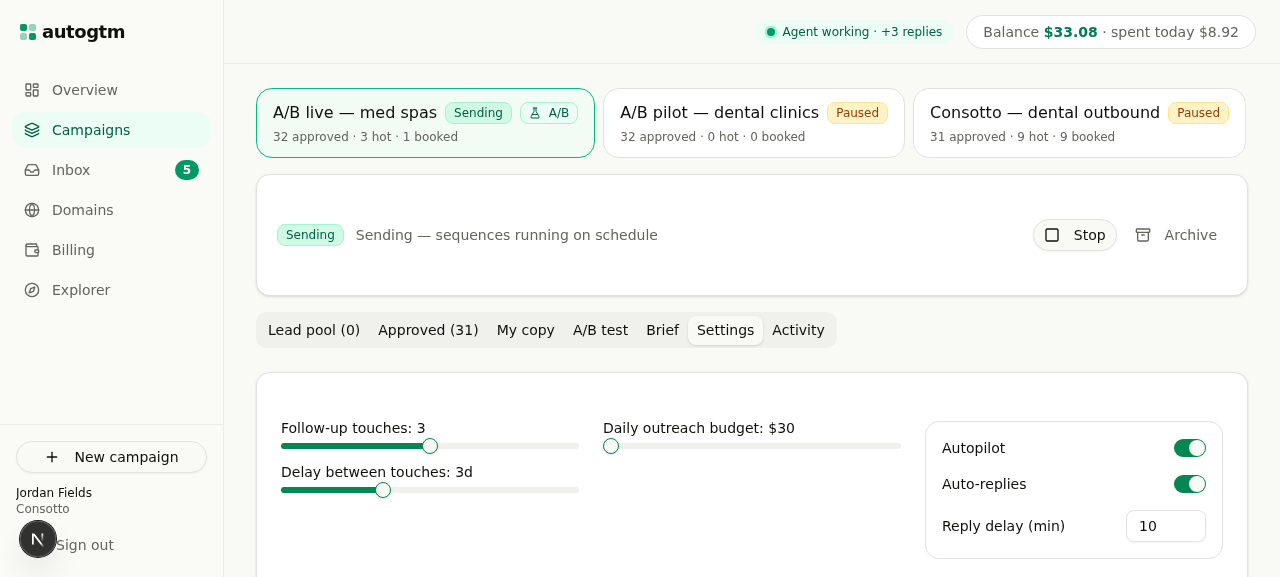 autogtm
Agent working · +3 replies
Balance $33.08 · spent today $8.92
Overview
Campaigns
Inbox 5
Domains
Billing
Explorer
New campaign
Jordan Fields
Consotto
N Sign out
A/B live — med spas Sending A/B
32 approved · 3 hot · 1 booked
A/B pilot — dental clinics Paused
32 approved · 0 hot · 0 booked
Consotto — dental outbound Paused
31 approved · 9 hot · 9 booked
Sending Sending — sequences running on schedule Stop Archive
Lead pool (0) Approved (31) My copy A/B test Brief Settings Activity
Follow-up touches: 3
Delay between touches: 3d
Daily outreach budget: $30
Autopilot
Auto-replies
Reply delay (min) 10